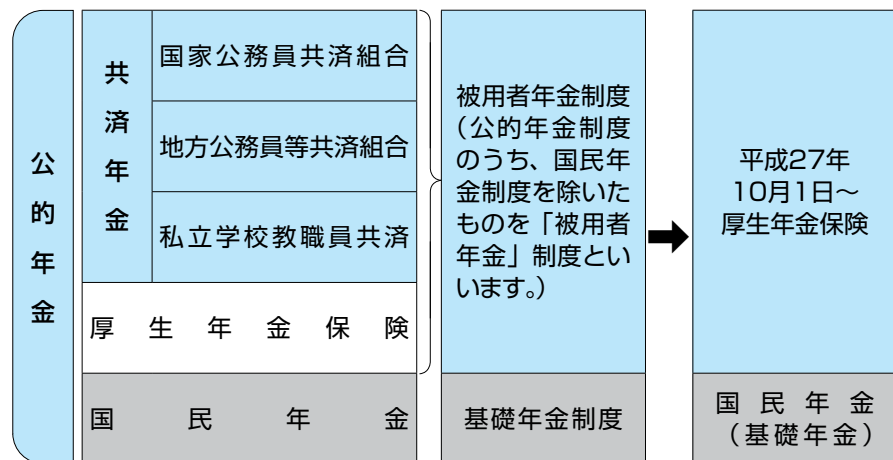 公的年金
共済年金
国家公務員共済組合
地方公務員等共済組合
私立学校教職員共済
厚生年金保険
国民年金
被用者年金制度
（公的年金制度
のうち、国民年
金制度を除いた
ものを「被用者
年金」制度とい
います。）
基礎年金制度
平成27年
10月1日～
厚生年金保険
国民年金
（基礎年金）